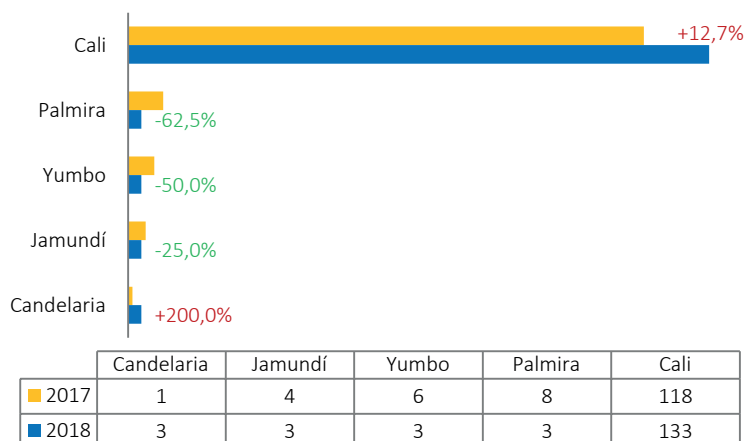 Cali +12,7%
Palmira -62,5%
Yumbo -50,0%
Jamundí -25,0%
Candelaria +200,0%
Candelaria Jamundí Yumbo Palmira Cali
2017 1 4 6 8 118
2018 3 3 3 3 133